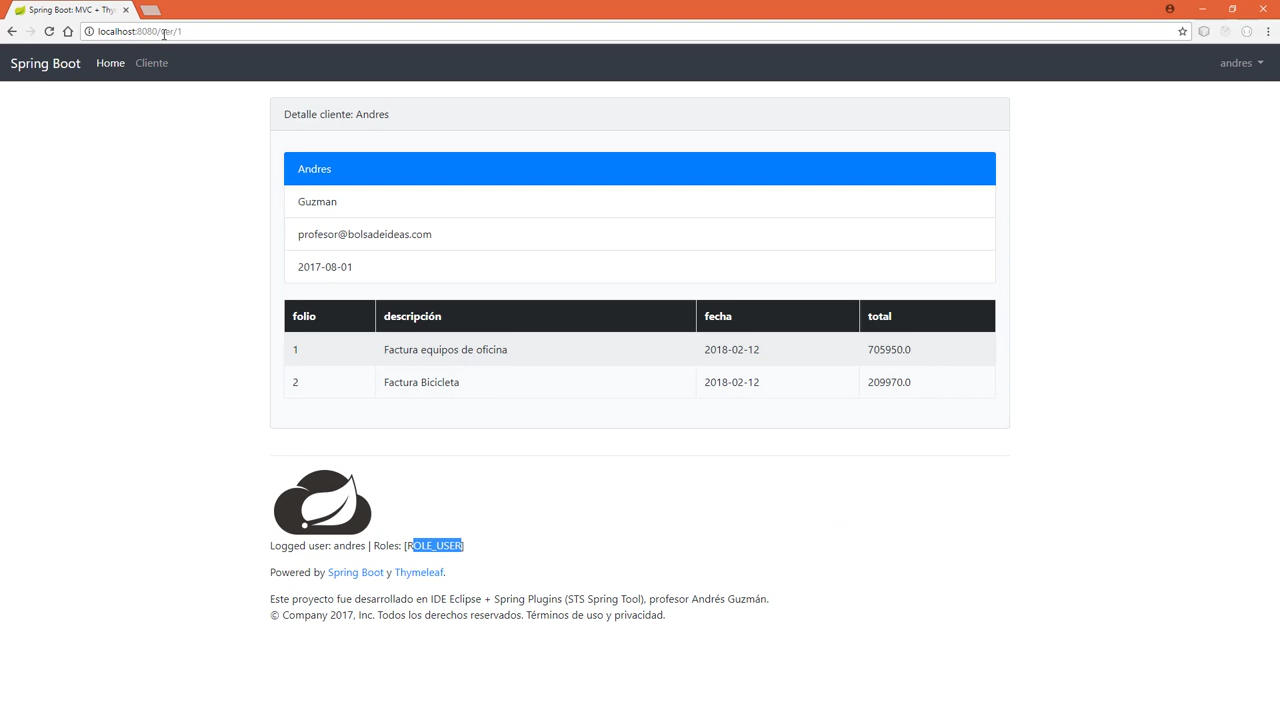 Spring Boot: MVC + Thy
localhost:8080/ver/1
Spring Boot Home Cliente andres
Detalle cliente: Andres
Andres
Guzman
profesor@bolsadeideas.com
2017-08-01
folio descripción fecha total
1 Factura equipos de oficina 2018-02-12 705950.0
2 Factura Bicicleta 2018-02-12 209970.0
Logged user: andres | Roles: [ROLE_USER]
Powered by Spring Boot y Thymeleaf.
Este proyecto fue desarrollado en IDE Eclipse + Spring Plugins (STS Spring Tool), profesor Andrés Guzmán.
© Company 2017, Inc. Todos los derechos reservados. Términos de uso y privacidad.